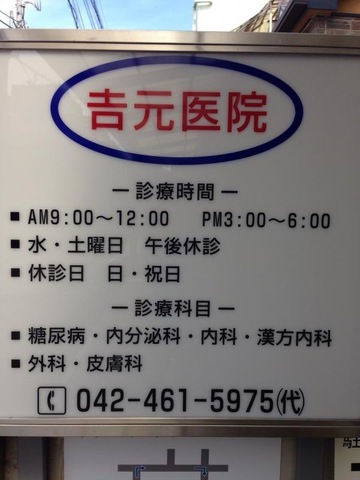 𠮷元医院
ー診療時間ー
■ AM9:00〜12:00 PM3:00〜6:00
■ 水・土曜日 午後休診
■ 休診日 日・祝日
ー診療科目ー
■ 糖尿病・内分泌科・内科・漢方内科
■ 外科・皮膚科
042-461-5975㈹